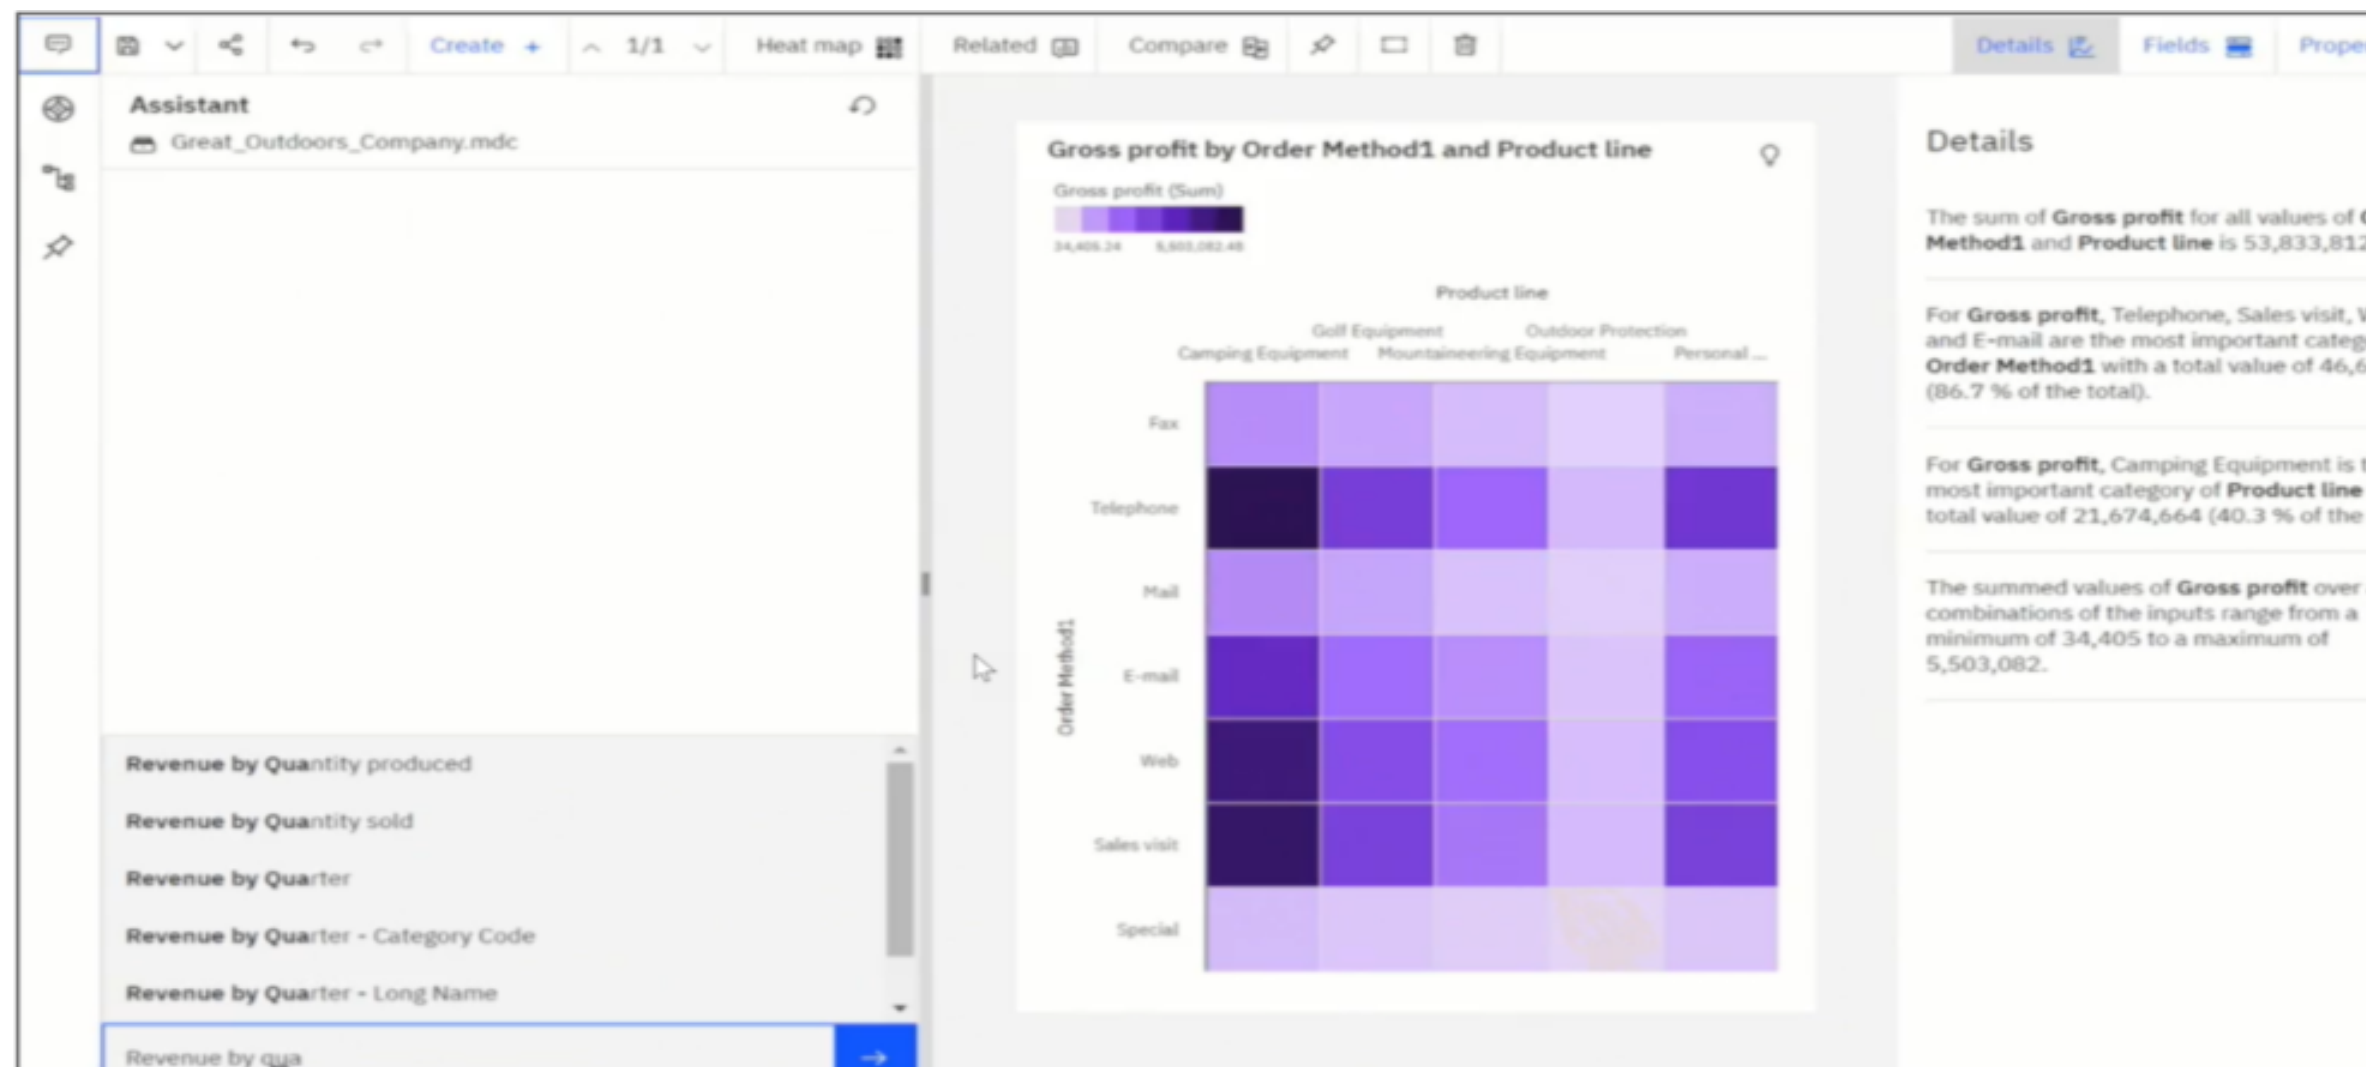 Create +
1/1
Heat map
Related
Compare
Details
Fields
Assistant
Great_Outdoors_Company.mdc
Revenue by Quantity produced
Revenue by Quantity sold
Revenue by Quarter
Revenue by Quarter - Category Code
Revenue by Quarter - Long Name
Revenue by qua
Gross profit by Order Method1 and Product line
Gross profit (Sum)
34,405.24 5,503,082.48
Product line
Golf Equipment Outdoor Protection
Camping Equipment Mountaineering Equipment Personal ...
Order Method1
Fax
Telephone
Mail
E-mail
Web
Sales visit
Special
Details
The sum of Gross profit for all values of
Method1 and Product line is 53,833,812
For Gross profit, Telephone, Sales visit,
and E-mail are the most important
Order Method1 with a total value of
(86.7 % of the total).
For Gross profit, Camping Equipment is
most important category of Product line
total value of 21,674,664 (40.3 % of the
The summed values of Gross profit over
combinations of the inputs range from a
minimum of 34,405 to a maximum of
5,503,082.